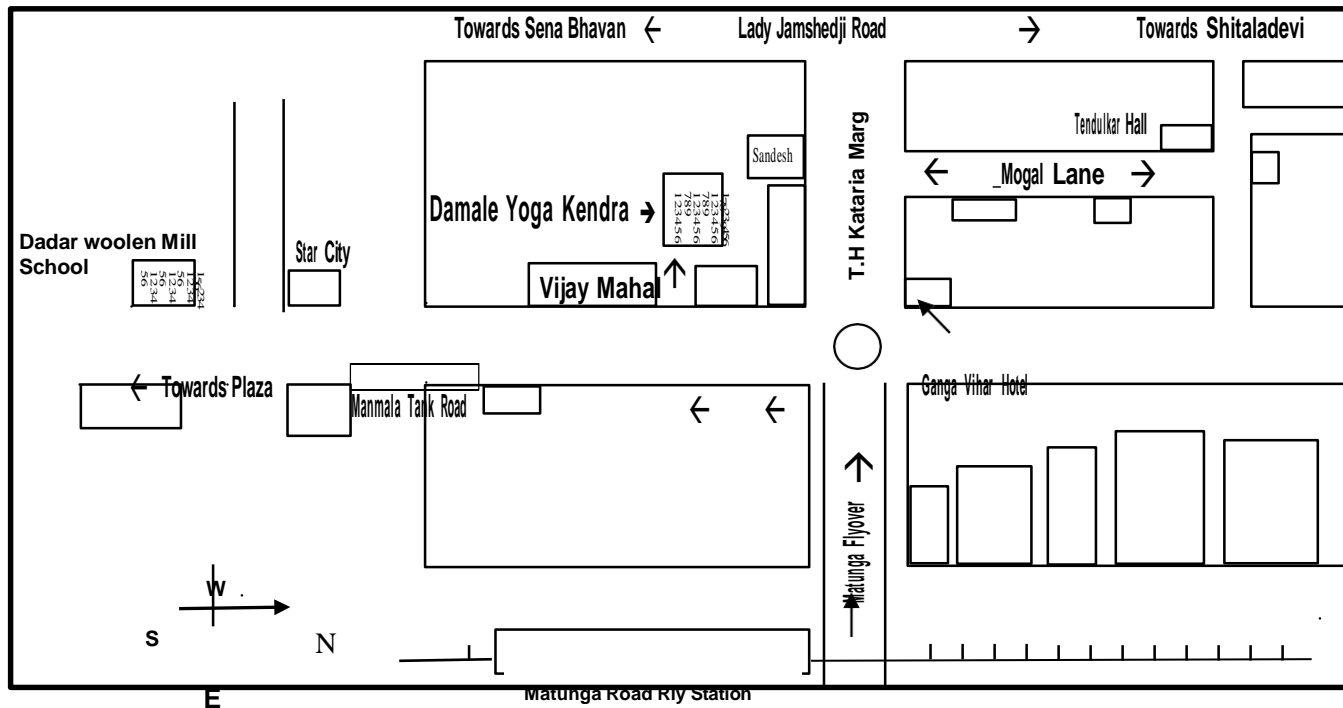 Towards Sena Bhavan ← Lady Jamshedji Road → Towards Shitaladevi
T.H Kataria Marg
Tendulkar Hall
Sandesh
← _Mogal Lane →
Damale Yoga Kendra
Dadar woolen Mill
School
Star City
Vijay Mahal
← Towards Plaza
Manmala Tank Road
Ganga Vihar Hotel
Matunga Flyover
W
S
N
E
Matunga Road Rly Station